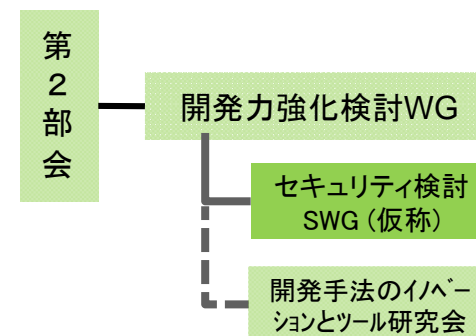 第２部会
開発力強化検討WG
セキュリティ検討
SWG（仮称）
開発手法のｲﾉﾍﾞｰ
ｼｮﾝとツール研究会